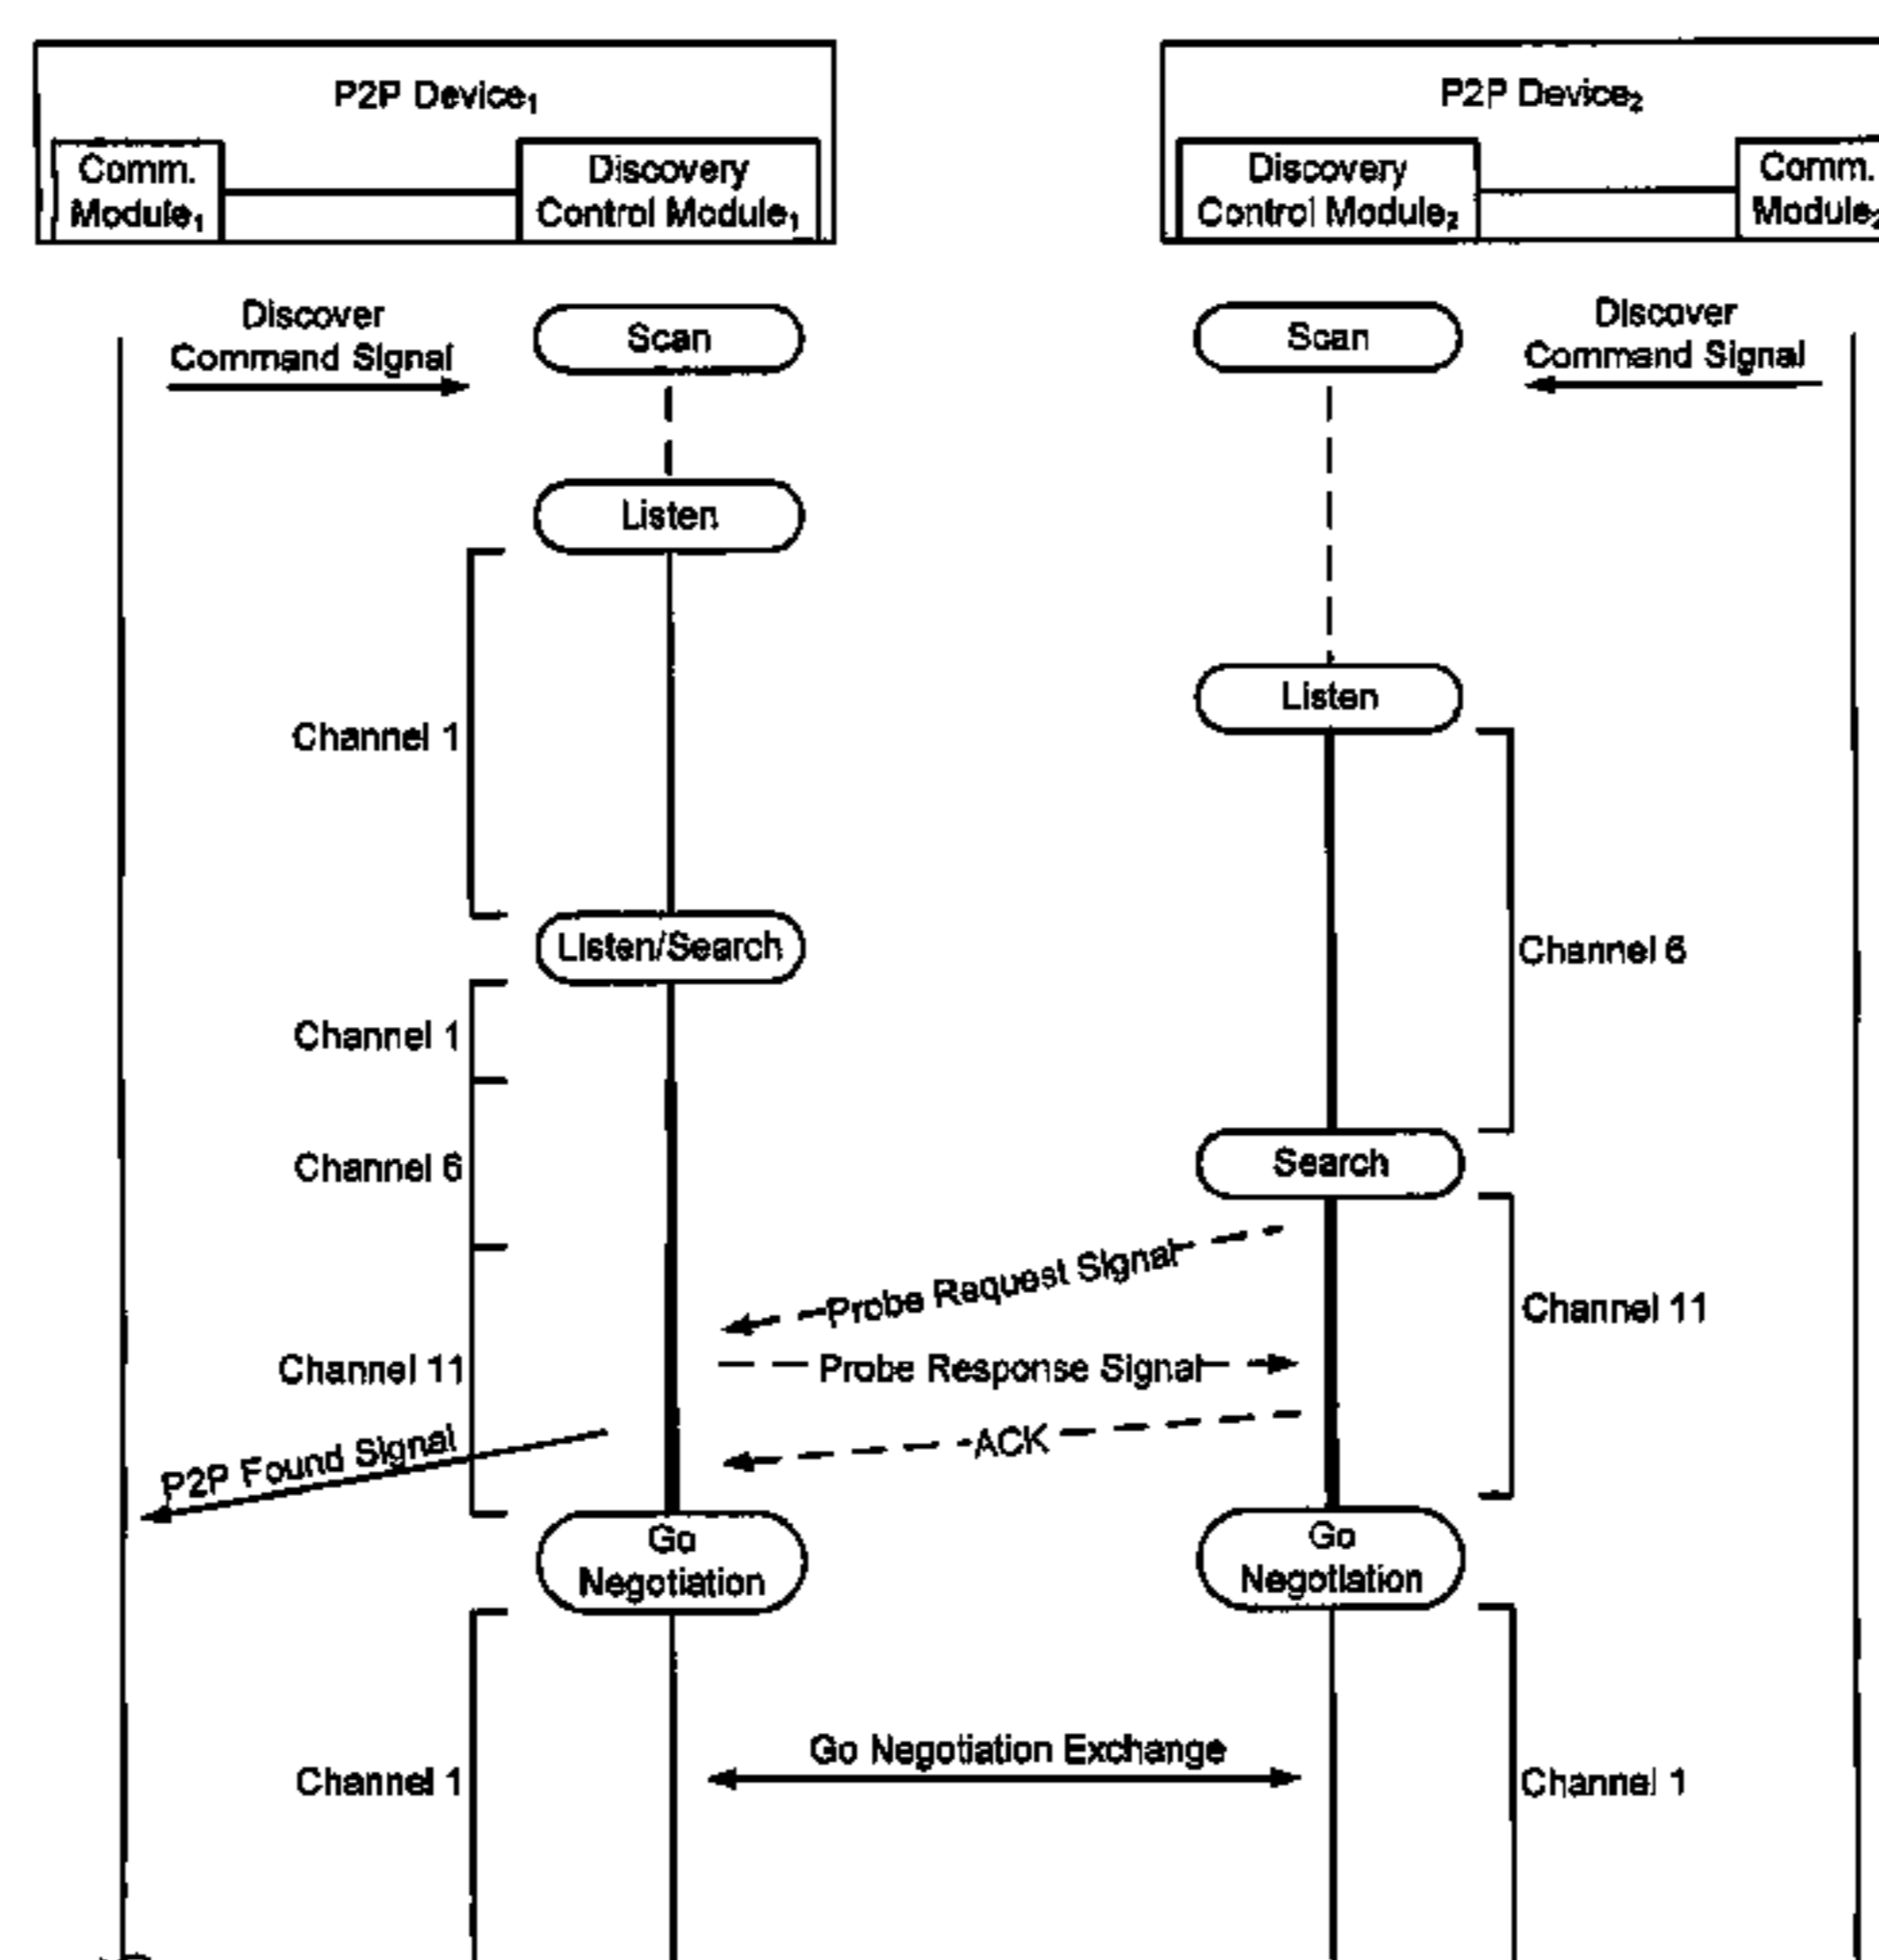 P2P Device₁
P2P Device₂
Comm.
Module₁
Discovery
Control Module₁
Discovery
Control Module₂
Comm.
Module₂
Discover
Command Signal
Scan
Scan
Discover
Command Signal
Listen
Listen
Channel 1
Listen/Search
Channel 6
Channel 1
Channel 6
Search
Probe Request Signal
Channel 11
Probe Response Signal
Channel 11
ACK
P2P Found Signal
Go
Negotiation
Go
Negotiation
Go Negotiation Exchange
Channel 1
Channel 1